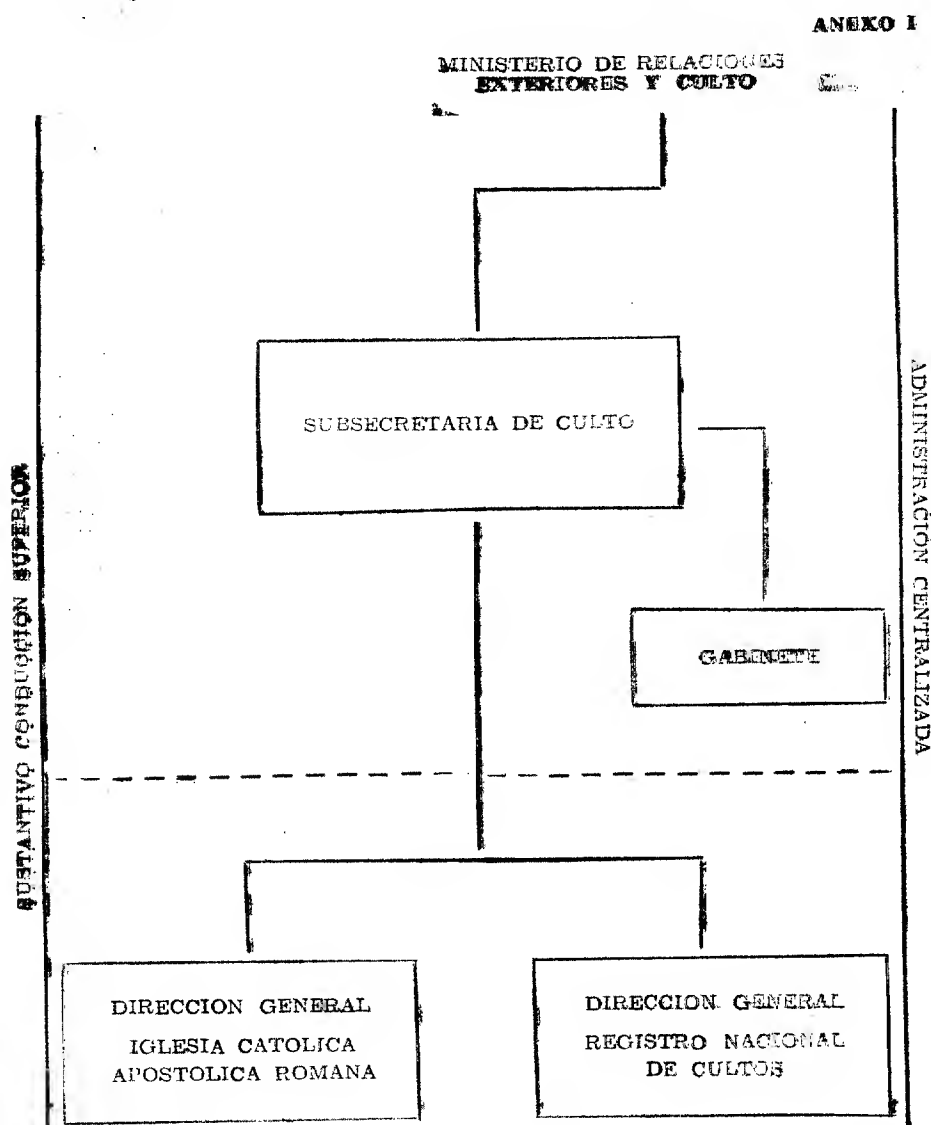 ANEXO I
MINISTERIO DE RELACIONES
EXTERIORES Y CULTO
SUBSECRETARIA DE CULTO
GABINETE
ADMINISTRACIÓN CENTRALIZADA
SUSTANTIVO CONDUCIÓN SUPERIOR
DIRECCION GENERAL
IGLESIA CATOLICA
APOSTOLICA ROMANA
DIRECCION GENERAL
REGISTRO NACIONAL
DE CULTOS